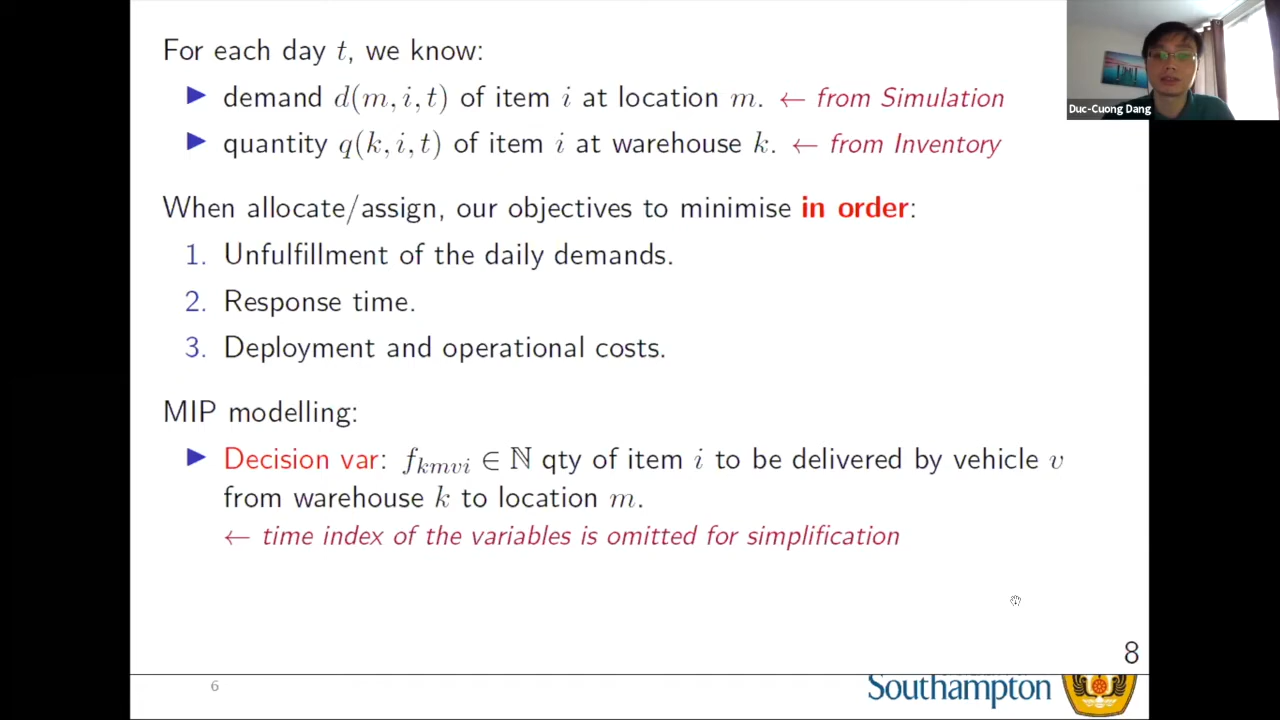 For each day t, we know:
▶ demand d(m, i, t) of item i at location m. ← from Simulation
▶ quantity q(k, i, t) of item i at warehouse k. ← from Inventory
When allocate/assign, our objectives to minimise in order:
1. Unfulfillment of the daily demands.
2. Response time.
3. Deployment and operational costs.
MIP modelling:
▶ Decision var: f_{kmvi} ∈ ℕ qty of item i to be delivered by vehicle v
from warehouse k to location m.
← time index of the variables is omitted for simplification
8
6
Southampton
Duc-Cuong Dang